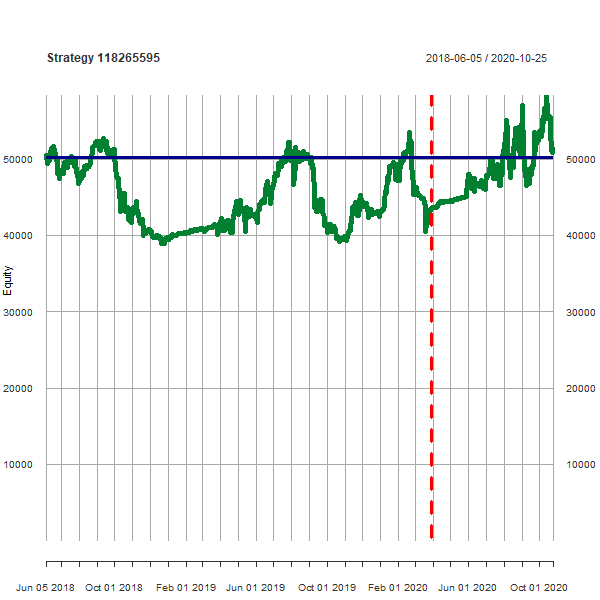 Strategy 118265595
2018-06-05 / 2020-10-25
50000
50000
40000
40000
Equity
30000
30000
20000
20000
10000
10000
Jun 05 2018
Oct 01 2018
Feb 01 2019
Jun 01 2019
Oct 01 2019
Feb 01 2020
Jun 01 2020
Oct 01 2020